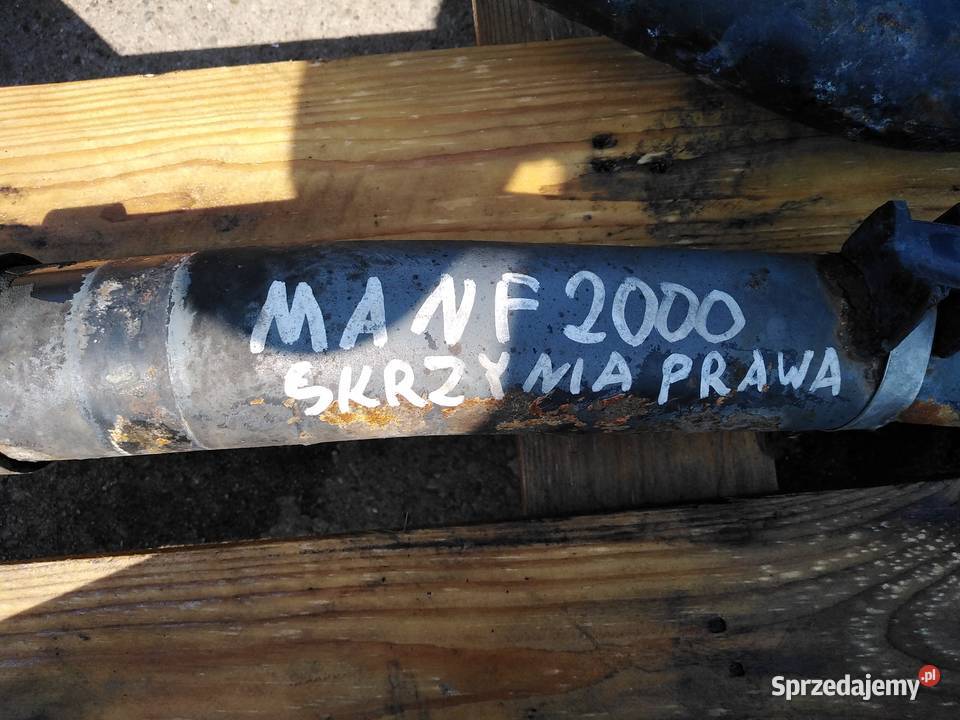 MAN F2000
SKRZYNIA PRAWA
Sprzedajemy.pl